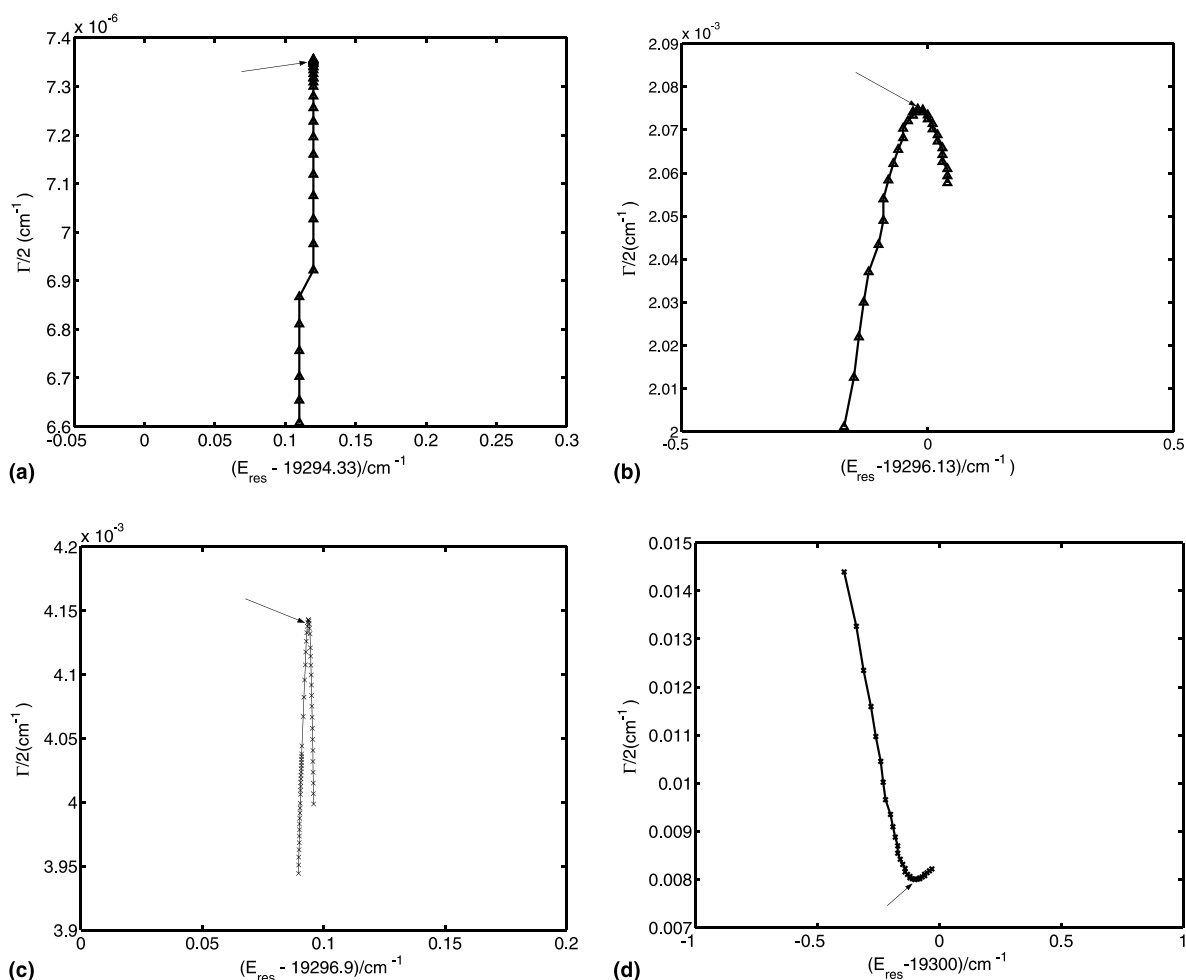 x 10⁻⁶
7.4
7.3
7.2
7.1
7
6.9
6.8
6.7
6.6
Γ/2 (cm⁻¹)
-0.05 0 0.05 0.1 0.15 0.2 0.25 0.3
(a) (E_res - 19294.33)/cm⁻¹
x 10⁻³
2.09
2.08
2.07
2.06
2.05
2.04
2.03
2.02
2.01
2
Γ/2(cm⁻¹)
-0.5 0 0.5
(b) (E_res-19296.13)/cm⁻¹)
x 10⁻³
4.2
4.15
4.1
4.05
4
3.95
3.9
Γ/2(cm⁻¹)
0 0.05 0.1 0.15 0.2
(c) (E_res - 19296.9)/cm⁻¹
0.015
0.014
0.013
0.012
0.011
0.01
0.009
0.008
0.007
Γ/2(cm⁻¹)
-1 -0.5 0 0.5 1
(d) (E_res-19300)/cm⁻¹